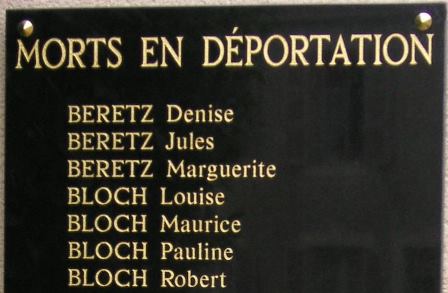 MORTS EN DÉPORTATION
BERETZ Denise
BERETZ Jules
BERETZ Marguerite
BLOCH Louise
BLOCH Maurice
BLOCH Pauline
BLOCH Robert